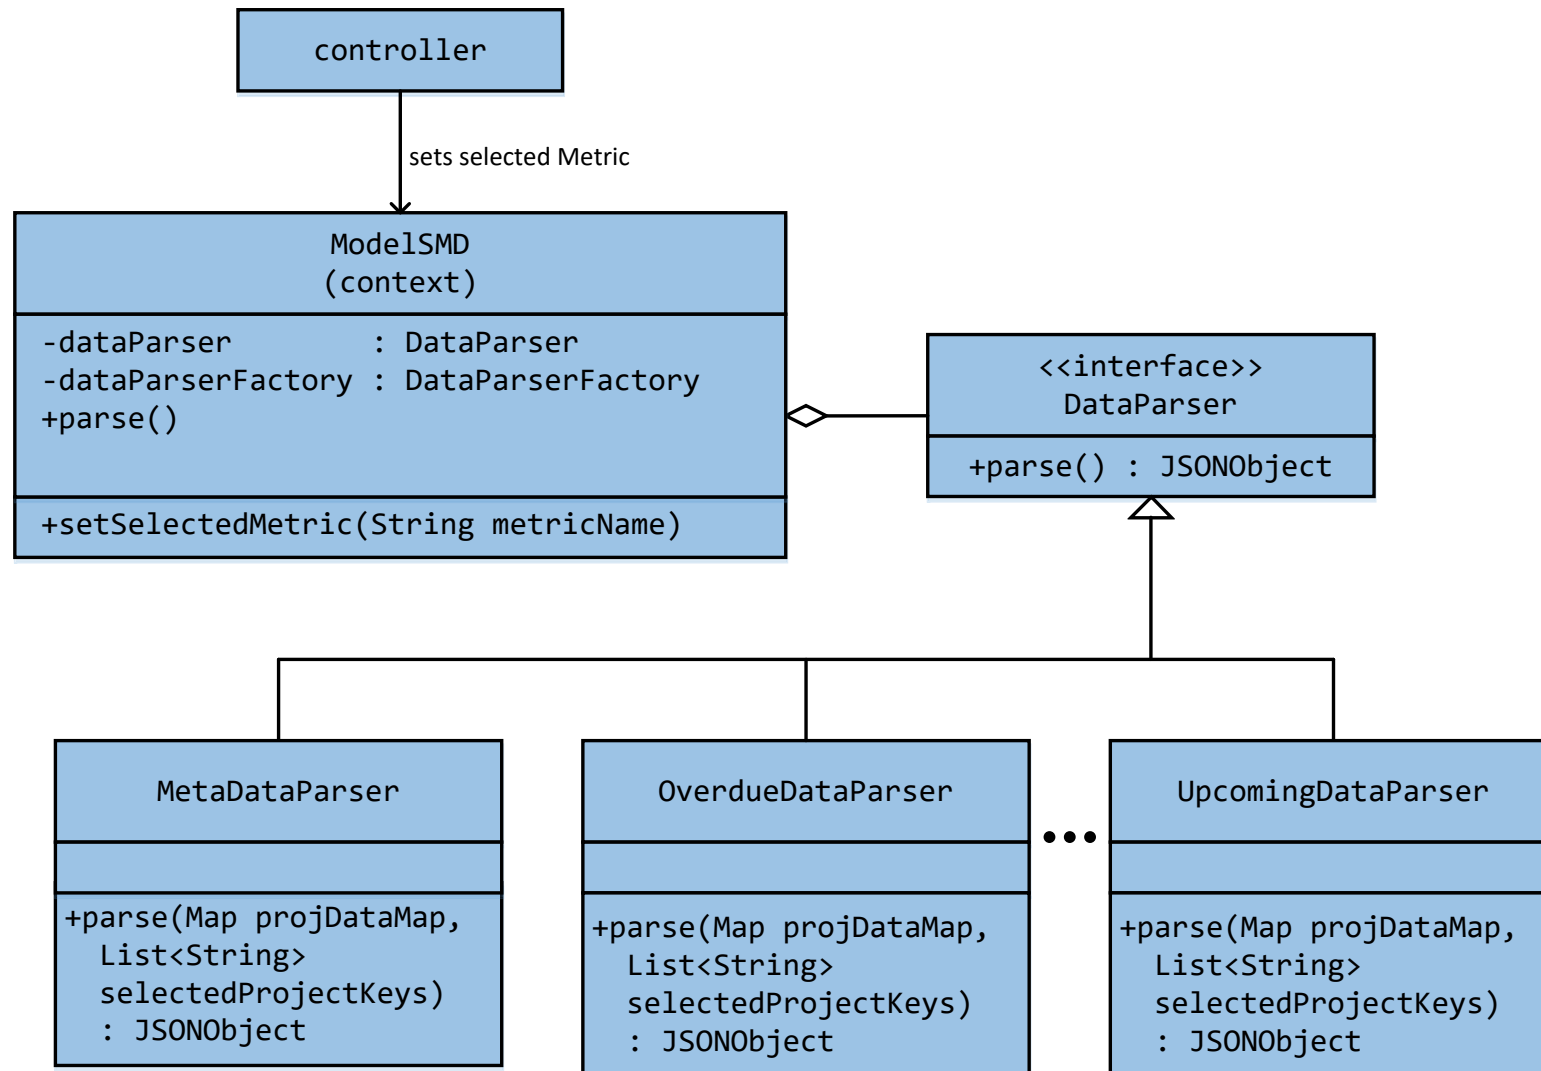 controller
sets selected Metric
ModelSMD
(context)
-dataParser        : DataParser
-dataParserFactory : DataParserFactory
+parse()
+setSelectedMetric(String metricName)
<<interface>>
DataParser
+parse() : JSONObject
MetaDataParser
+parse(Map projDataMap,
List<String>
selectedProjectKeys)
: JSONObject
OverdueDataParser
+parse(Map projDataMap,
List<String>
selectedProjectKeys)
: JSONObject
•••
UpcomingDataParser
+parse(Map projDataMap,
List<String>
selectedProjectKeys)
: JSONObject